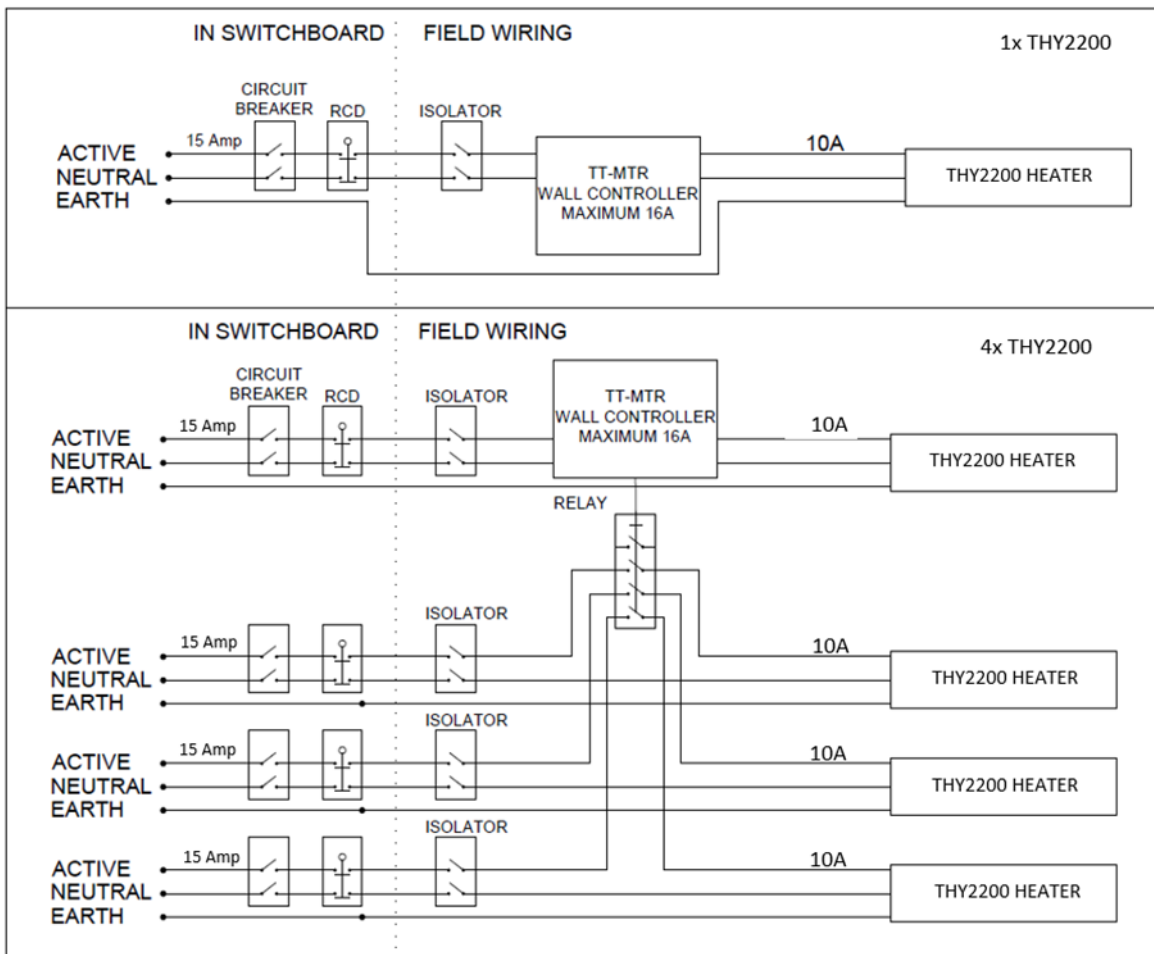 IN SWITCHBOARD
FIELD WIRING
1x THY2200
CIRCUIT
BREAKER
RCD
ISOLATOR
15 Amp
ACTIVE
NEUTRAL
EARTH
TT-MTR
WALL CONTROLLER
MAXIMUM 16A
10A
THY2200 HEATER
IN SWITCHBOARD
FIELD WIRING
4x THY2200
CIRCUIT
BREAKER
RCD
ISOLATOR
15 Amp
ACTIVE
NEUTRAL
EARTH
TT-MTR
WALL CONTROLLER
MAXIMUM 16A
10A
THY2200 HEATER
RELAY
ISOLATOR
15 Amp
ACTIVE
NEUTRAL
EARTH
10A
THY2200 HEATER
ISOLATOR
15 Amp
ACTIVE
NEUTRAL
EARTH
10A
THY2200 HEATER
ISOLATOR
15 Amp
ACTIVE
NEUTRAL
EARTH
10A
THY2200 HEATER